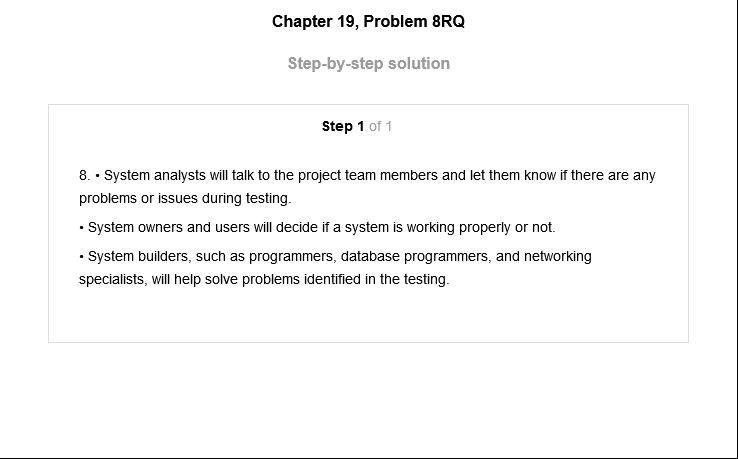 Chapter 19, Problem 8RQ
Step-by-step solution
Step 1 of 1
8. • System analysts will talk to the project team members and let them know if there are any
problems or issues during testing.
• System owners and users will decide if a system is working properly or not.
• System builders, such as programmers, database programmers, and networking
specialists, will help solve problems identified in the testing.